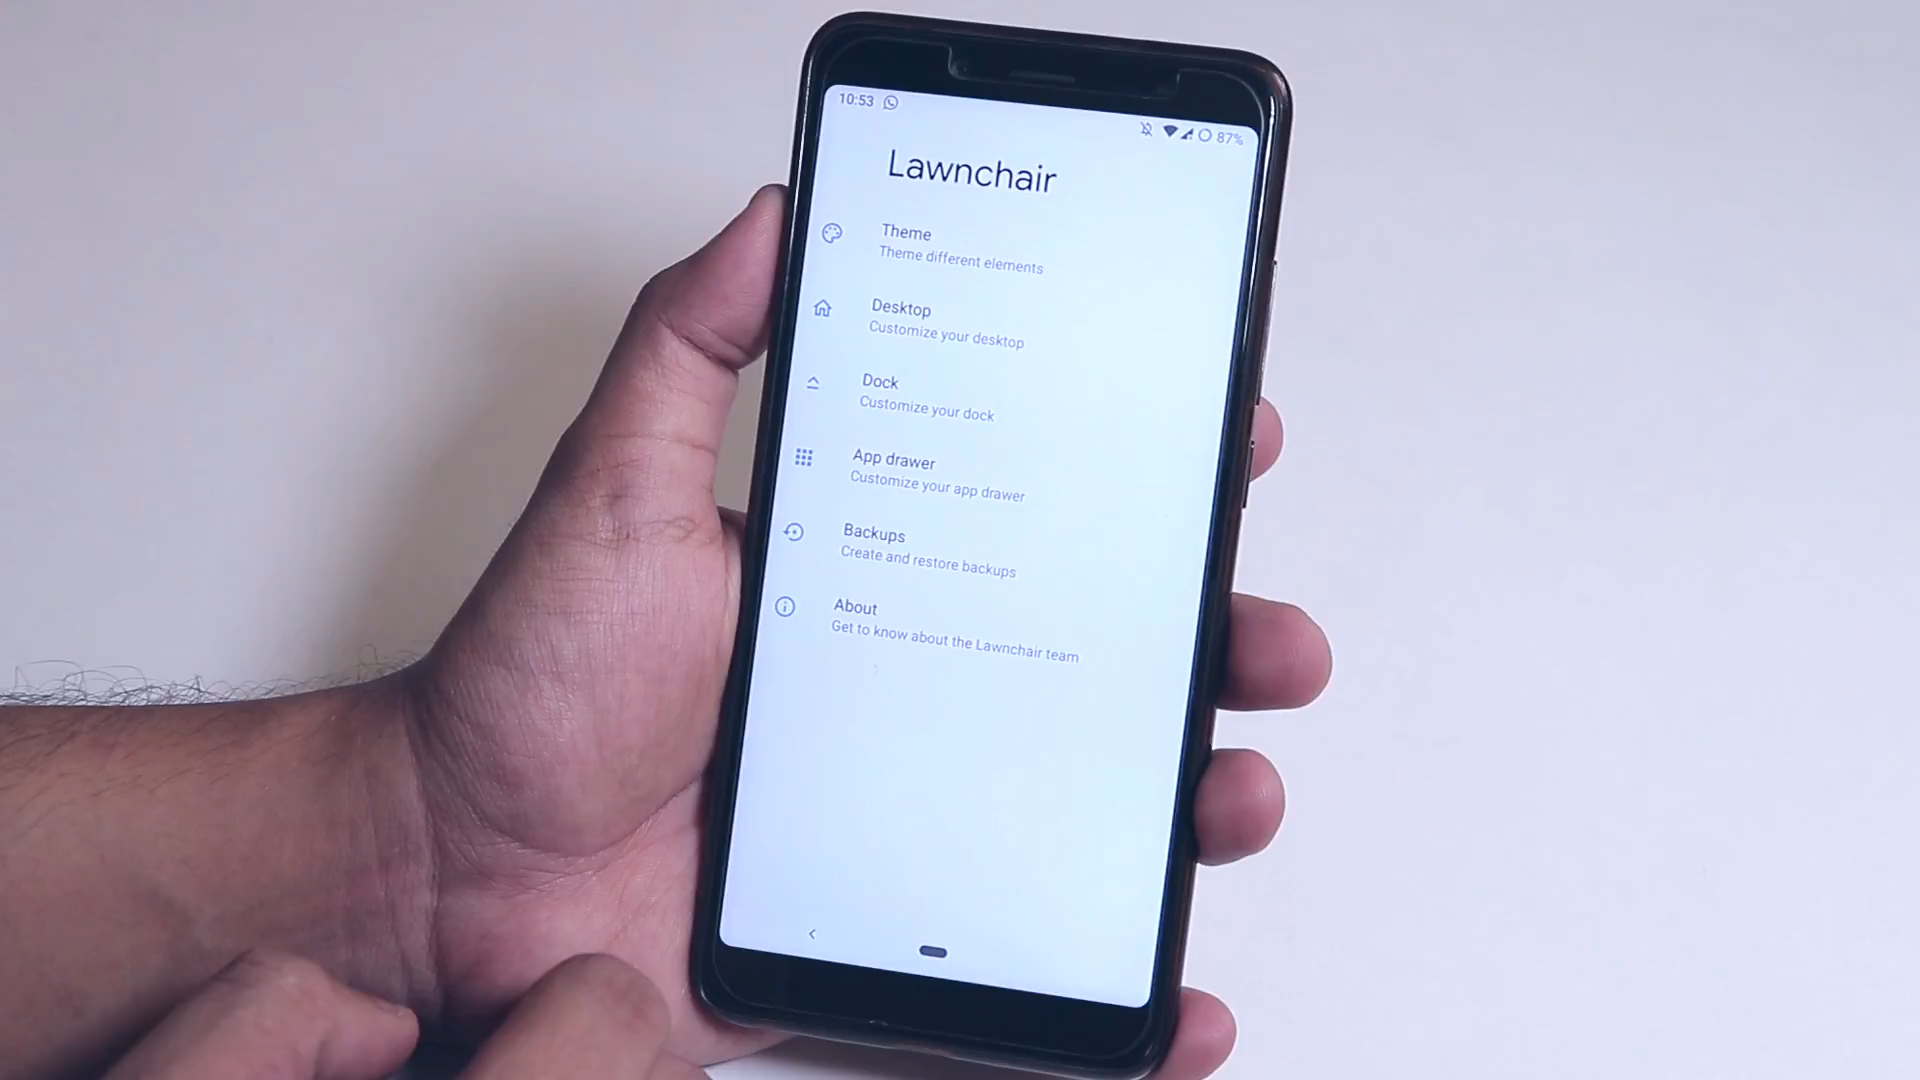 10:53
87%
Lawnchair
Theme
Theme different elements
Desktop
Customize your desktop
Dock
Customize your dock
App drawer
Customize your app drawer
Backups
Create and restore backups
About
Get to know about the Lawnchair team